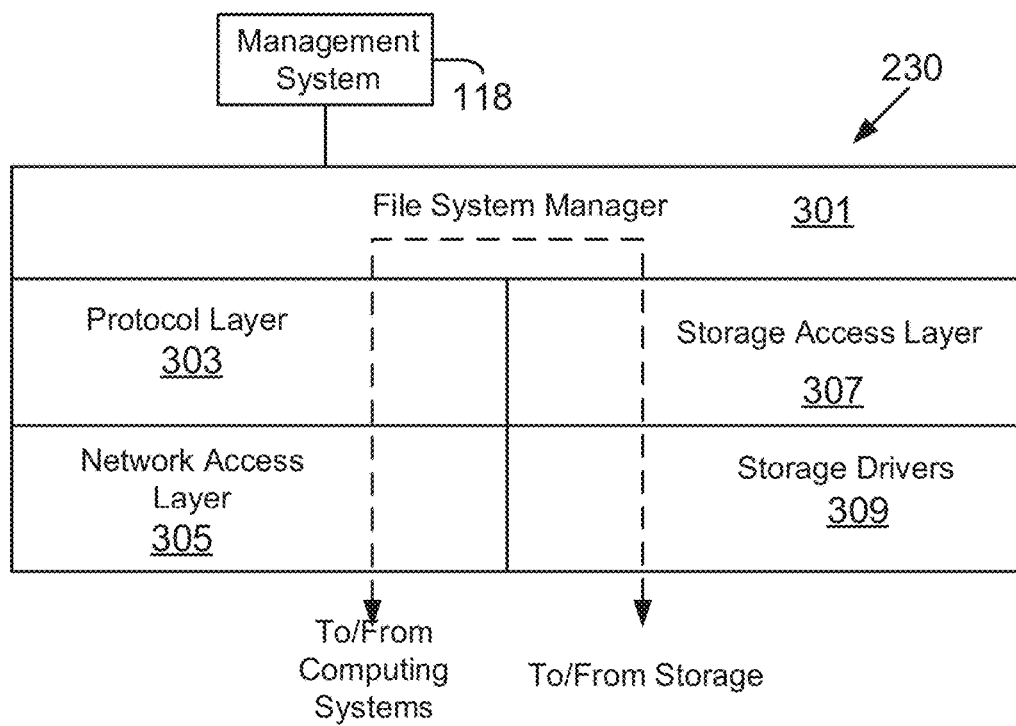 Management
System
118
230
File System Manager
301
Protocol Layer
303
Storage Access Layer
307
Network Access
Layer
305
Storage Drivers
309
To/From
Computing
Systems
To/From Storage